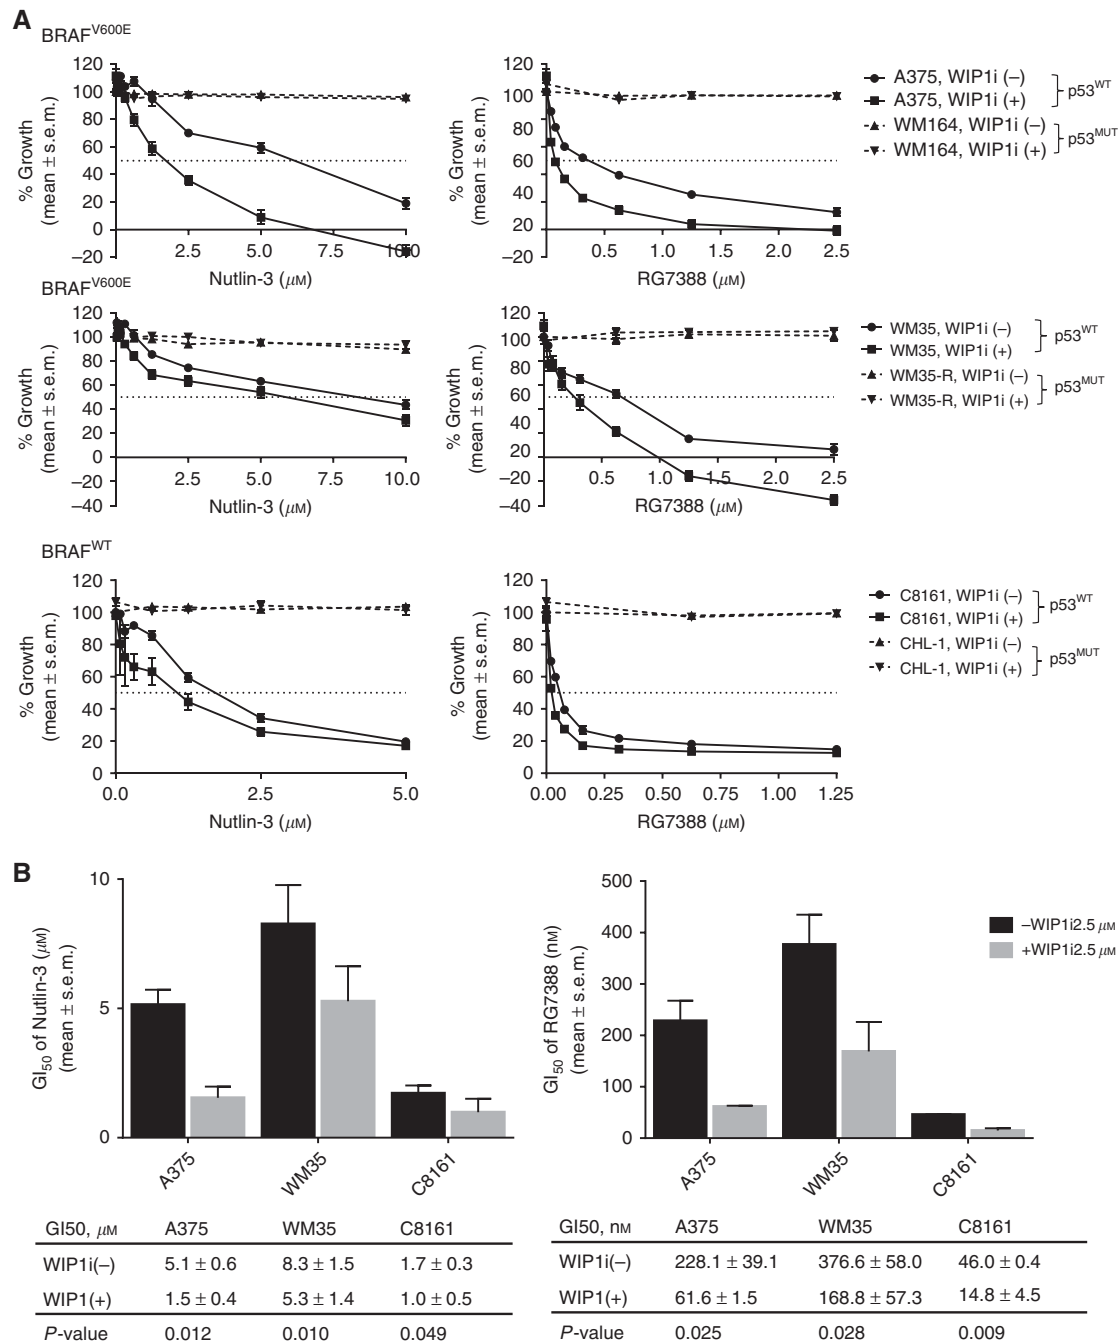 A
BRAFV600E
120
100
80
60
40
20
0
–20
2.5
5.0
7.5
10.0
% Growth
(mean ± s.e.m.)
Nutlin-3 (μM)
120
100
80
60
40
20
–20
0.5
1.0
1.5
2.0
2.5
% Growth
(mean ± s.e.m.)
RG7388 (μM)
A375, WIP1i (–)
A375, WIP1i (+)
p53WT
WM164, WIP1i (–)
WM164, WIP1i (+)
p53MUT
BRAFV600E
120
100
80
60
40
20
0
–20
–40
2.5
5.0
7.5
10.0
% Growth
(mean ± s.e.m.)
Nutlin-3 (μM)
120
100
80
60
40
20
–20
–40
0.5
1.0
1.5
2.0
2.5
% Growth
(mean ± s.e.m.)
RG7388 (μM)
WM35, WIP1i (–)
WM35, WIP1i (+)
p53WT
WM35-R, WIP1i (–)
WM35-R, WIP1i (+)
p53MUT
BRAFWT
120
100
80
60
40
20
0
0.0
2.5
5.0
% Growth
(mean ± s.e.m.)
Nutlin-3 (μM)
120
100
80
60
40
20
0
0.00
0.25
0.50
0.75
1.00
1.25
% Growth
(mean ± s.e.m.)
RG7388 (μM)
C8161, WIP1i (–)
C8161, WIP1i (+)
p53WT
CHL-1, WIP1i (–)
CHL-1, WIP1i (+)
p53MUT
B
10
5
0
GI50 of Nutlin-3 (μM)
(mean ± s.e.m.)
A375
WM35
C8161
500
400
300
200
100
0
GI50 of RG7388 (nM)
(mean ± s.e.m.)
A375
WM35
C8161
–WIP1i2.5 μM
+WIP1i2.5 μM
GI50, μM A375 WM35 C8161
WIP1i(–) 5.1 ± 0.6 8.3 ± 1.5 1.7 ± 0.3
WIP1(+) 1.5 ± 0.4 5.3 ± 1.4 1.0 ± 0.5
P-value 0.012 0.010 0.049
GI50, nM A375 WM35 C8161
WIP1i(–) 228.1 ± 39.1 376.6 ± 58.0 46.0 ± 0.4
WIP1(+) 61.6 ± 1.5 168.8 ± 57.3 14.8 ± 4.5
P-value 0.025 0.028 0.009